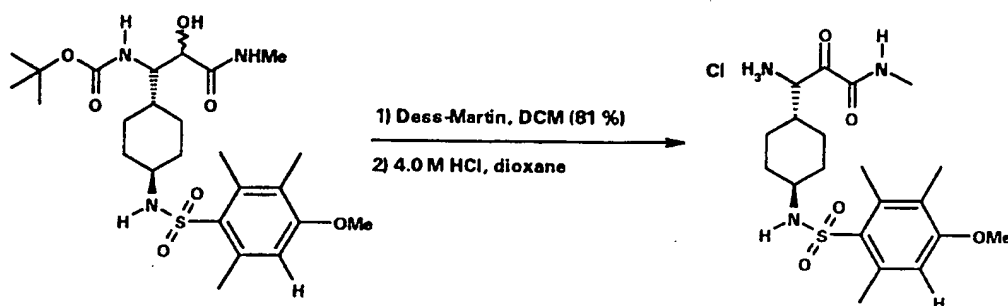 H
N
OH
O
O
NHMe
O
H-N
O
S
O
OMe
H
1) Dess-Martin, DCM (81 %)
2) 4.0 M HCl, dioxane
Cl
H₃N
O
H
N
O
H-N
O
S
O
OMe
H